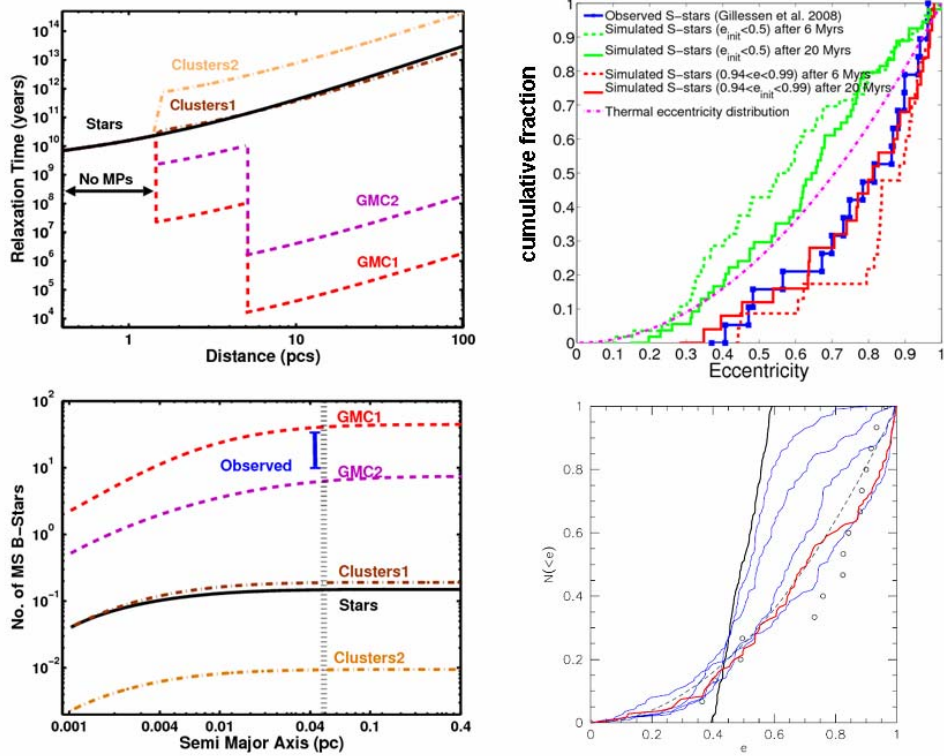 Relaxation Time (years)
10^14
10^13
10^12
10^11
10^10
10^9
10^8
10^7
10^6
10^5
10^4
Clusters2
Clusters1
Stars
No MPs
GMC2
GMC1
1
10
100
Distance (pcs)
cumulative fraction
1
0.9
0.8
0.7
0.6
0.5
0.4
0.3
0.2
0.1
0
Observed S-stars (Gillessen et al. 2008)
Simulated S-stars (e_init<0.5) after 6 Myrs
Simulated S-stars (e_init<0.5) after 20 Myrs
Simulated S-stars (0.94<e<0.99) after 6 Myrs
Simulated S-stars (0.94<e_init<0.99) after 20 Myrs
Thermal eccentricity distribution
0 0.1 0.2 0.3 0.4 0.5 0.6 0.7 0.8 0.9 1
Eccentricity
No. of MS B-Stars
10^2
10^1
10^0
10^-1
10^-2
GMC1
Observed
GMC2
Clusters1
Stars
Clusters2
0.001 0.004 0.01 0.04 0.1 0.4
Semi Major Axis (pc)
N(<e)
1
0.8
0.6
0.4
0.2
0
0 0.2 0.4 0.6 0.8 1
e